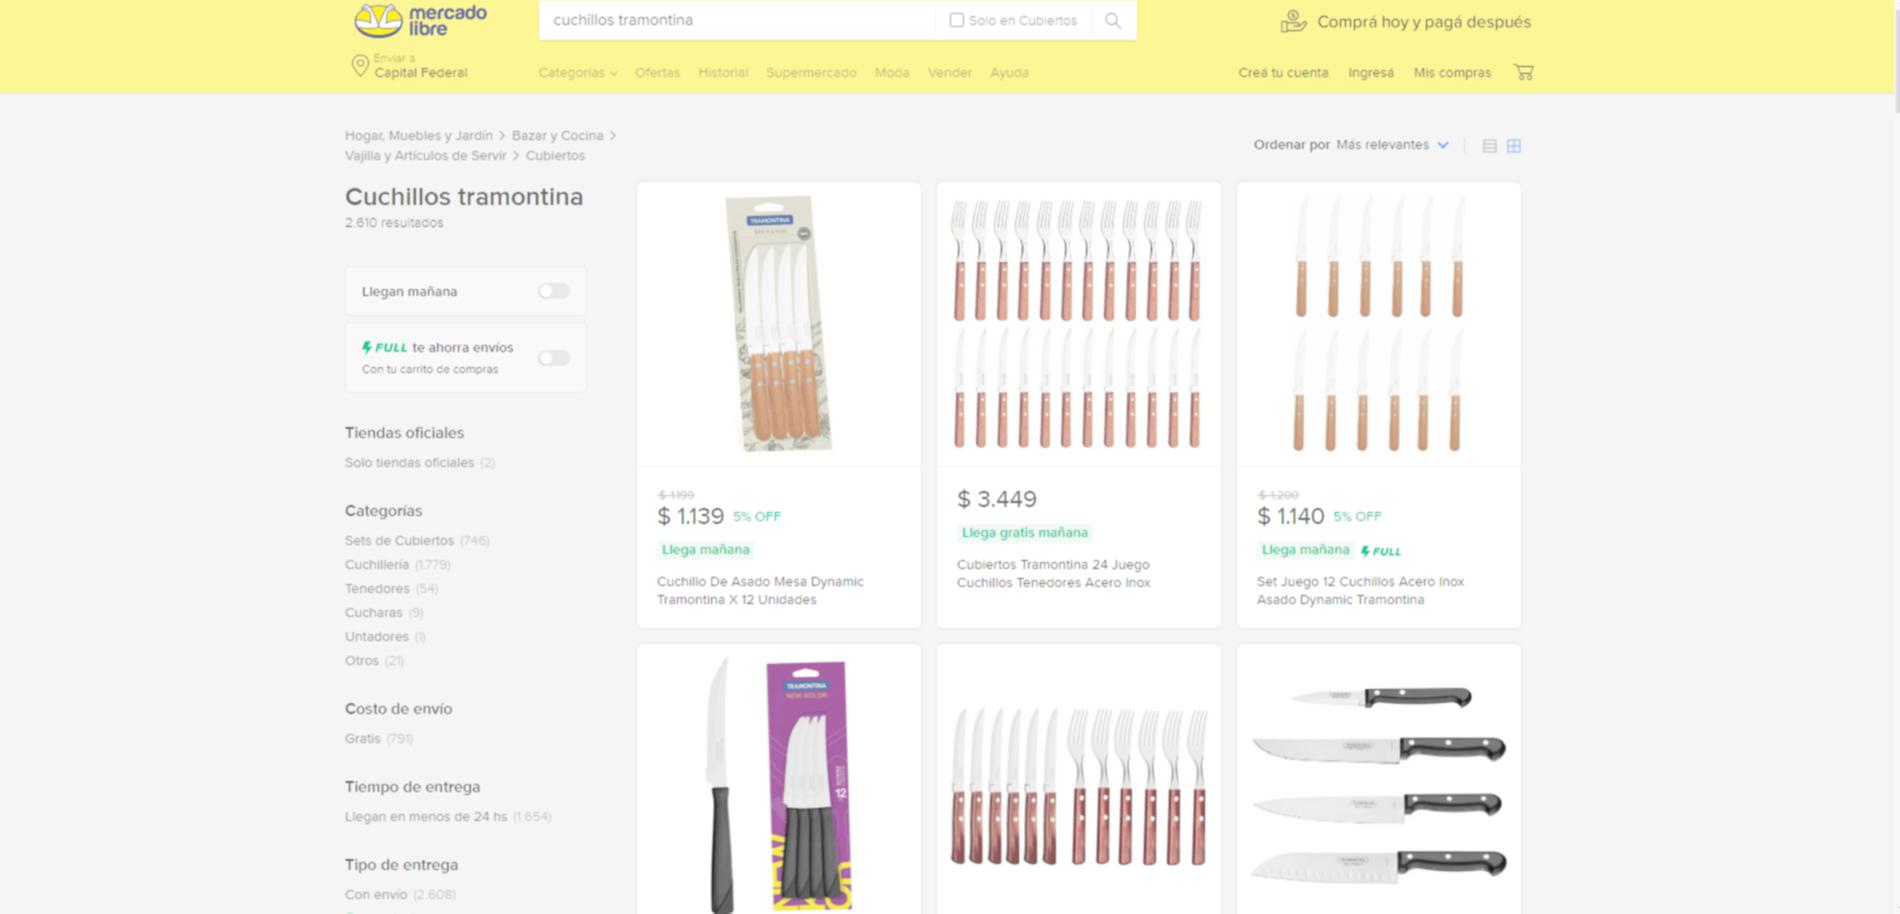 mercado
libre
cuchillos tramontina
Solo en Cubiertos
Comprá hoy y pagá después
Enviar a
Capital Federal
Categorías
Ofertas
Historial
Supermercado
Moda
Vender
Ayuda
Creá tu cuenta
Ingresá
Mis compras
Hogar, Muebles y Jardín > Bazar y Cocina >
Vajilla y Artículos de Servir > Cubiertos
Ordenar por Más relevantes
Cuchillos tramontina
2.610 resultados
Llegan mañana
FULL te ahorra envíos
Con tu carrito de compras
Tiendas oficiales
Solo tiendas oficiales (2)
Categorías
Sets de Cubiertos (746)
Cuchillería (1.779)
Tenedores (54)
Cucharas (9)
Untadores (1)
Otros (21)
Costo de envío
Gratis (791)
Tiempo de entrega
Llegan en menos de 24 hs (1.654)
Tipo de entrega
Con envío (2.608)
TRAMONTINA
$ 1.199
$ 1.139 5% OFF
Llega mañana
Cuchillo De Asado Mesa Dynamic
Tramontina X 12 Unidades
$ 3.449
Llega gratis mañana
Cubiertos Tramontina 24 Juego
Cuchillos Tenedores Acero Inox
$ 1.200
$ 1.140 5% OFF
Llega mañana FULL
Set Juego 12 Cuchillos Acero Inox
Asado Dynamic Tramontina
TRAMONTINA
NEW KOLOR
12